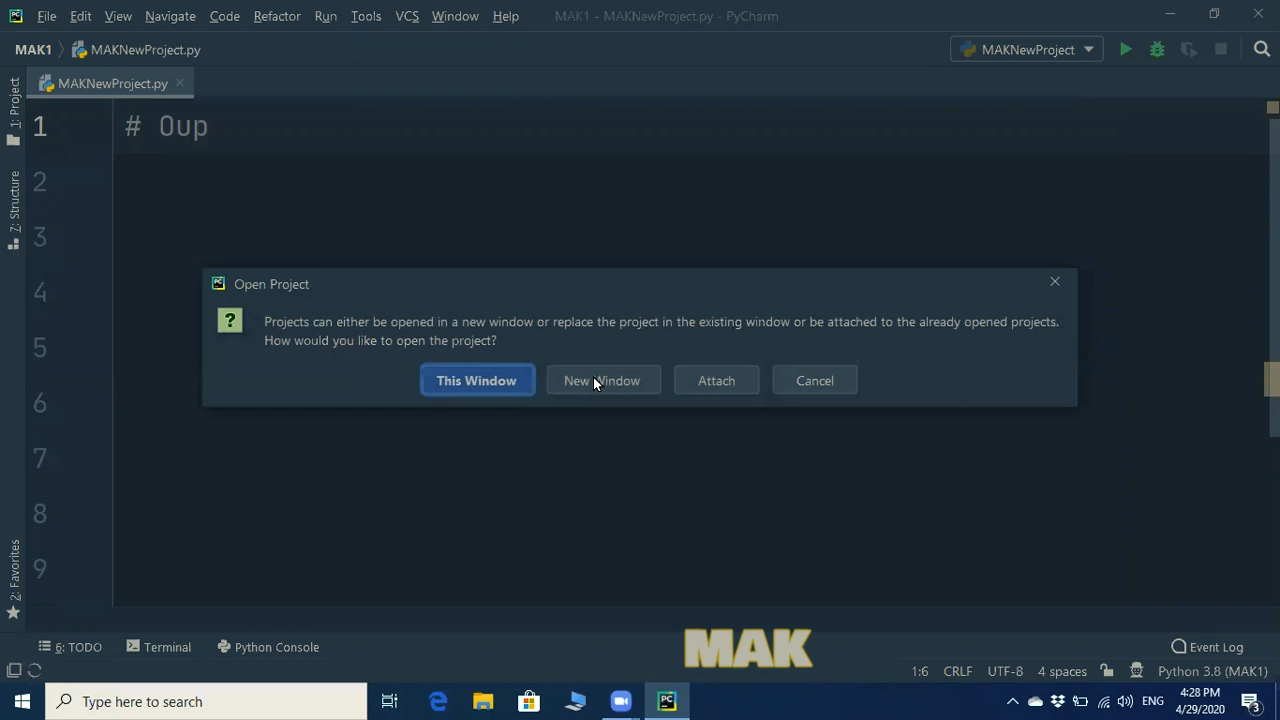 File Edit View Navigate Code Refactor Run Tools VCS Window Help MAK1 - MAKNewProject.py - PyCharm
MAK1 MAKNewProject.py MAKNewProject
MAKNewProject.py
1: Project
Z: Structure
2: Favorites
1 # Oup
2
3
4
5
6
7
8
9
Open Project
Projects can either be opened in a new window or replace the project in the existing window or be attached to the already opened projects.
How would you like to open the project?
This Window New Window Attach Cancel
MAK
6: TODO Terminal Python Console Event Log
1:6 CRLF UTF-8 4 spaces Python 3.8 (MAK1)
Type here to search
ENG
4:28 PM
4/29/2020
3